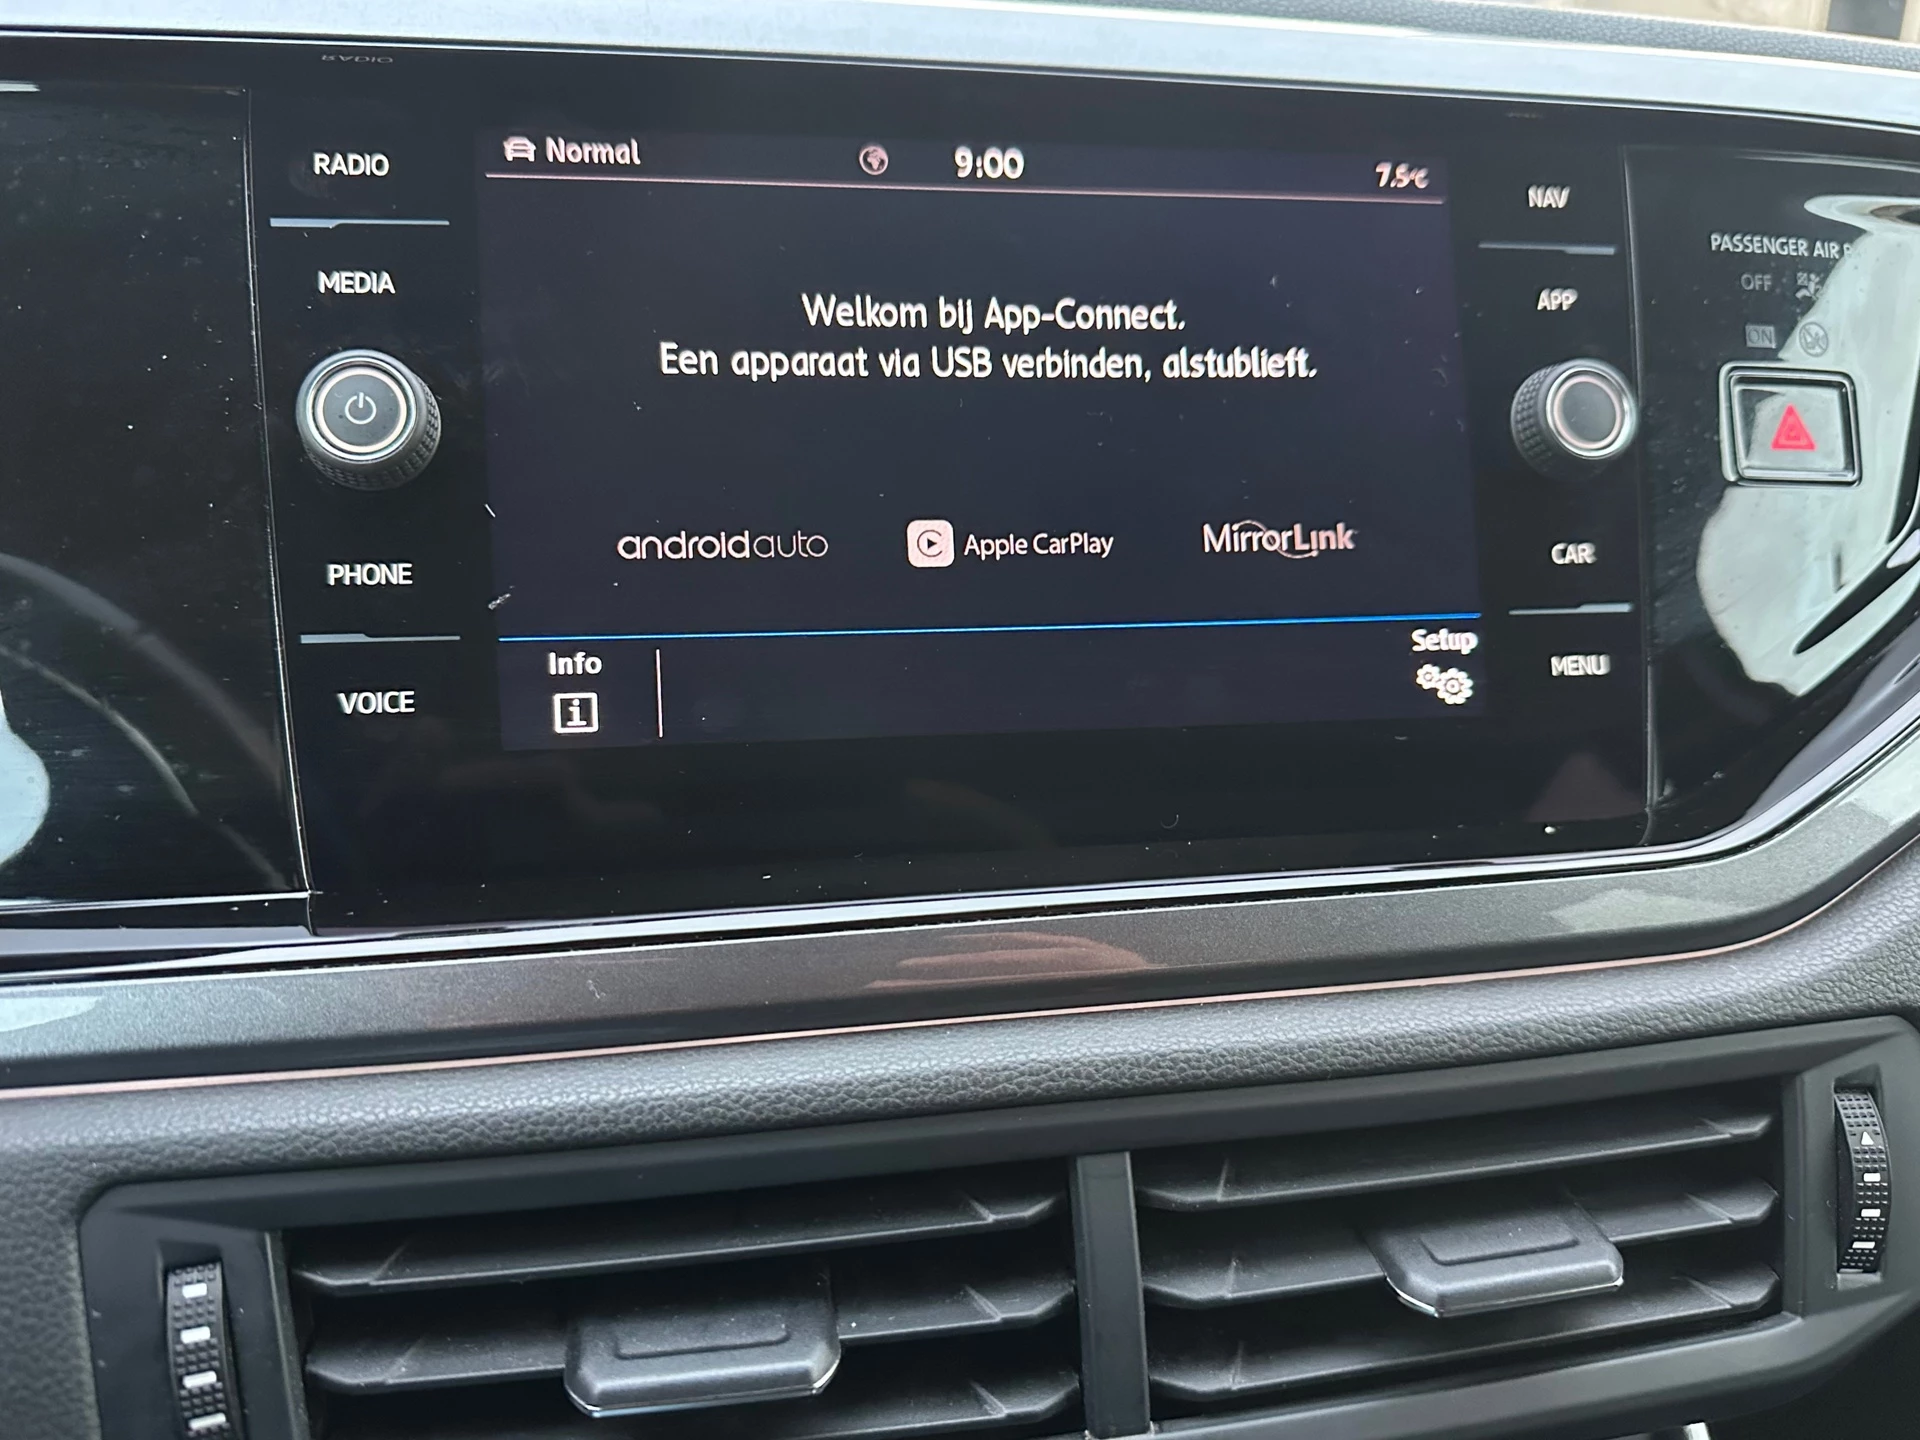 RADIO
MEDIA
PHONE
VOICE
Normal
9:00
7.5°C
Welkom bij App-Connect.
Een apparaat via USB verbinden, alstublieft.
androidauto
Apple CarPlay
MirrorLink
Info
i
Setup
NAV
APP
CAR
MENU
PASSENGER AIR
OFF
ON